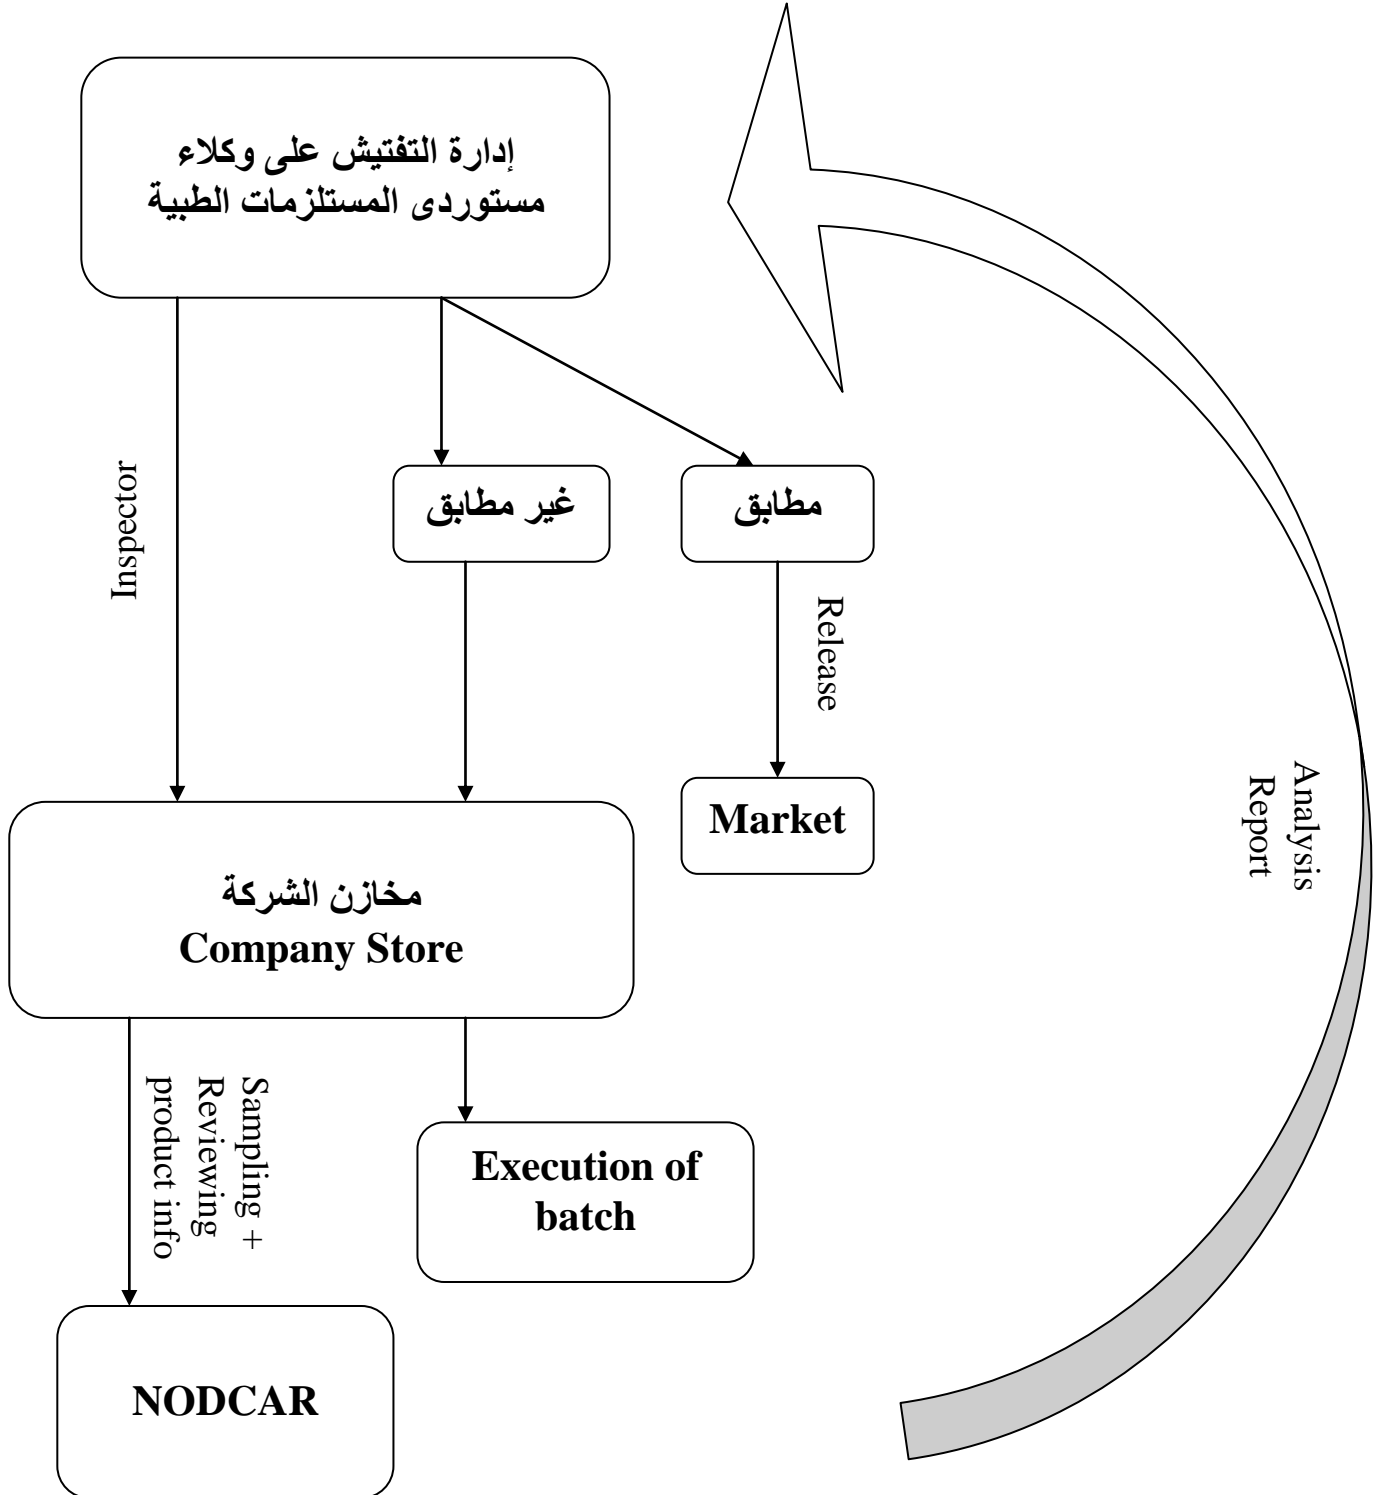 إدارة التفتيش على وكلاء
مستوردى المستلزمات الطبية
Inspector
غير مطابق
مطابق
Release
Market
Analysis
Report
مخازن الشركة
Company Store
Sampling +
Reviewing
product info
Execution of
batch
NODCAR